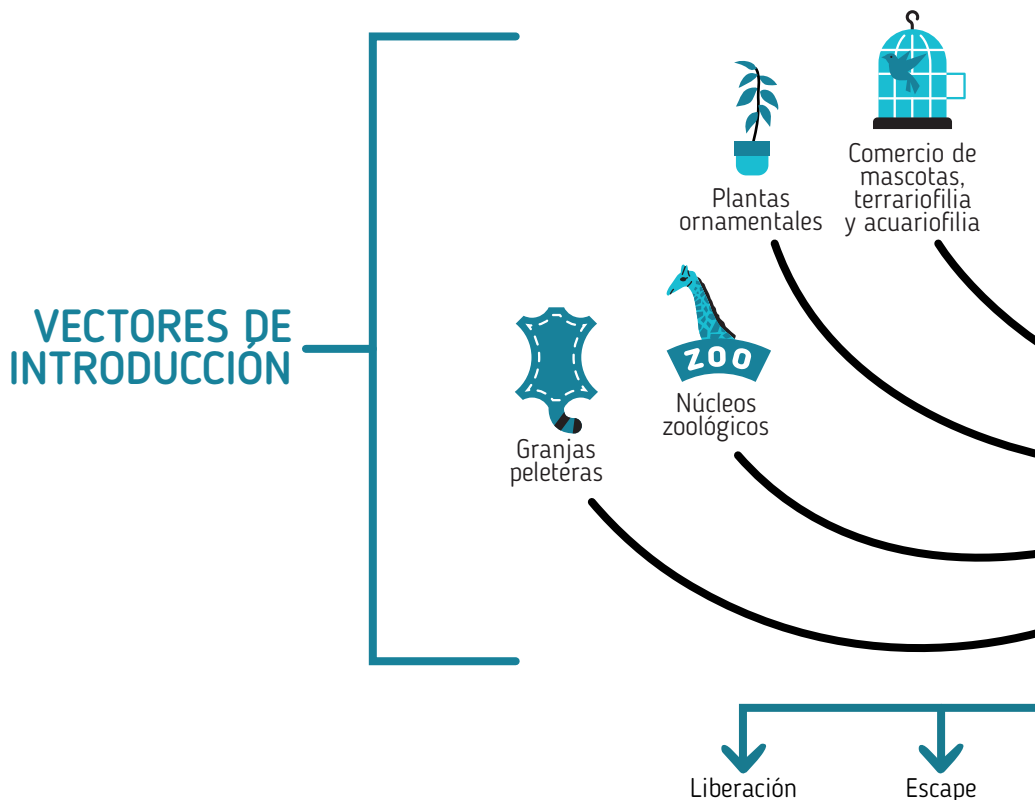 Comercio de
mascotas,
terrariofilia
y acuariofilia
Plantas
ornamentales
VECTORES DE
INTRODUCCIÓN
ZOO
Núcleos
zoológicos
Granjas
peleteras
Liberación
Escape